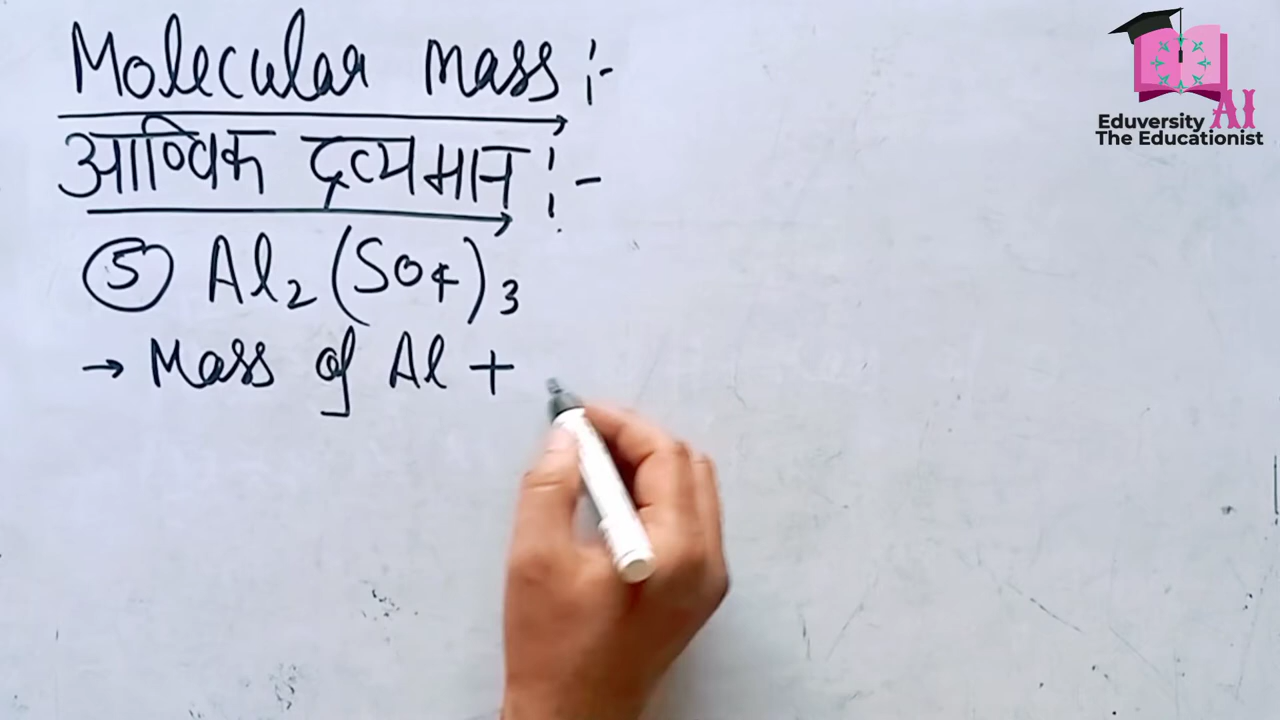 Molecular mass :-
आण्विक द्रव्यमान :-
⑤ Al₂(SO₄)₃
→ Mass of Al +
Eduversity AI
The Educationist